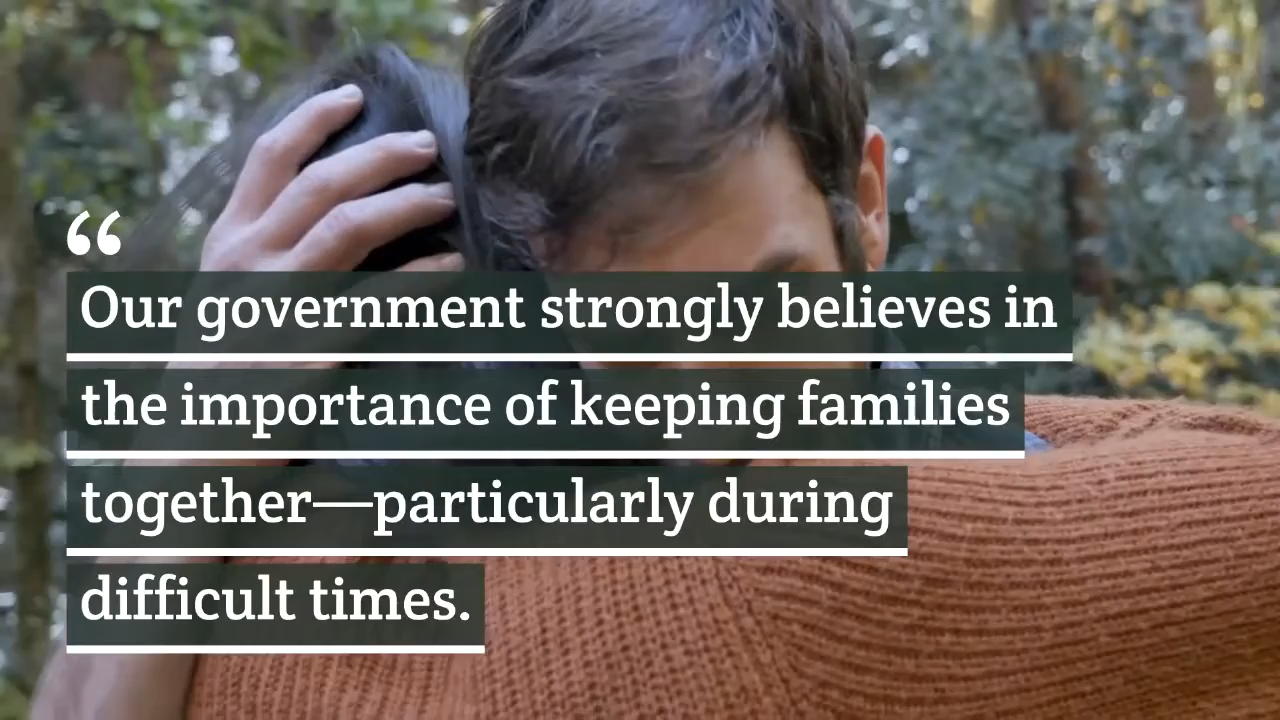 “
Our government strongly believes in
the importance of keeping families
together—particularly during
difficult times.